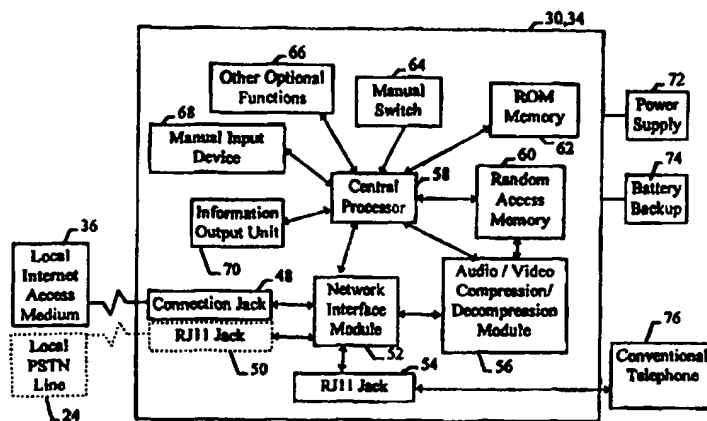 30,34
66
Other Optional
Functions
64
Manual
Switch
ROM
Memory
62
72
Power
Supply
68
Manual Input
Device
60
Random
Access
Memory
74
Battery
Backup
58
Central
Processor
Information
Output Unit
70
36
Local
Internet
Access
Medium
48
Connection Jack
RJ11 Jack
50
Network
Interface
Module
52
Audio / Video
Compression/
Decompression
Module
56
76
Conventional
Telephone
Local
PSTN
Line
24
54
RJ11 Jack